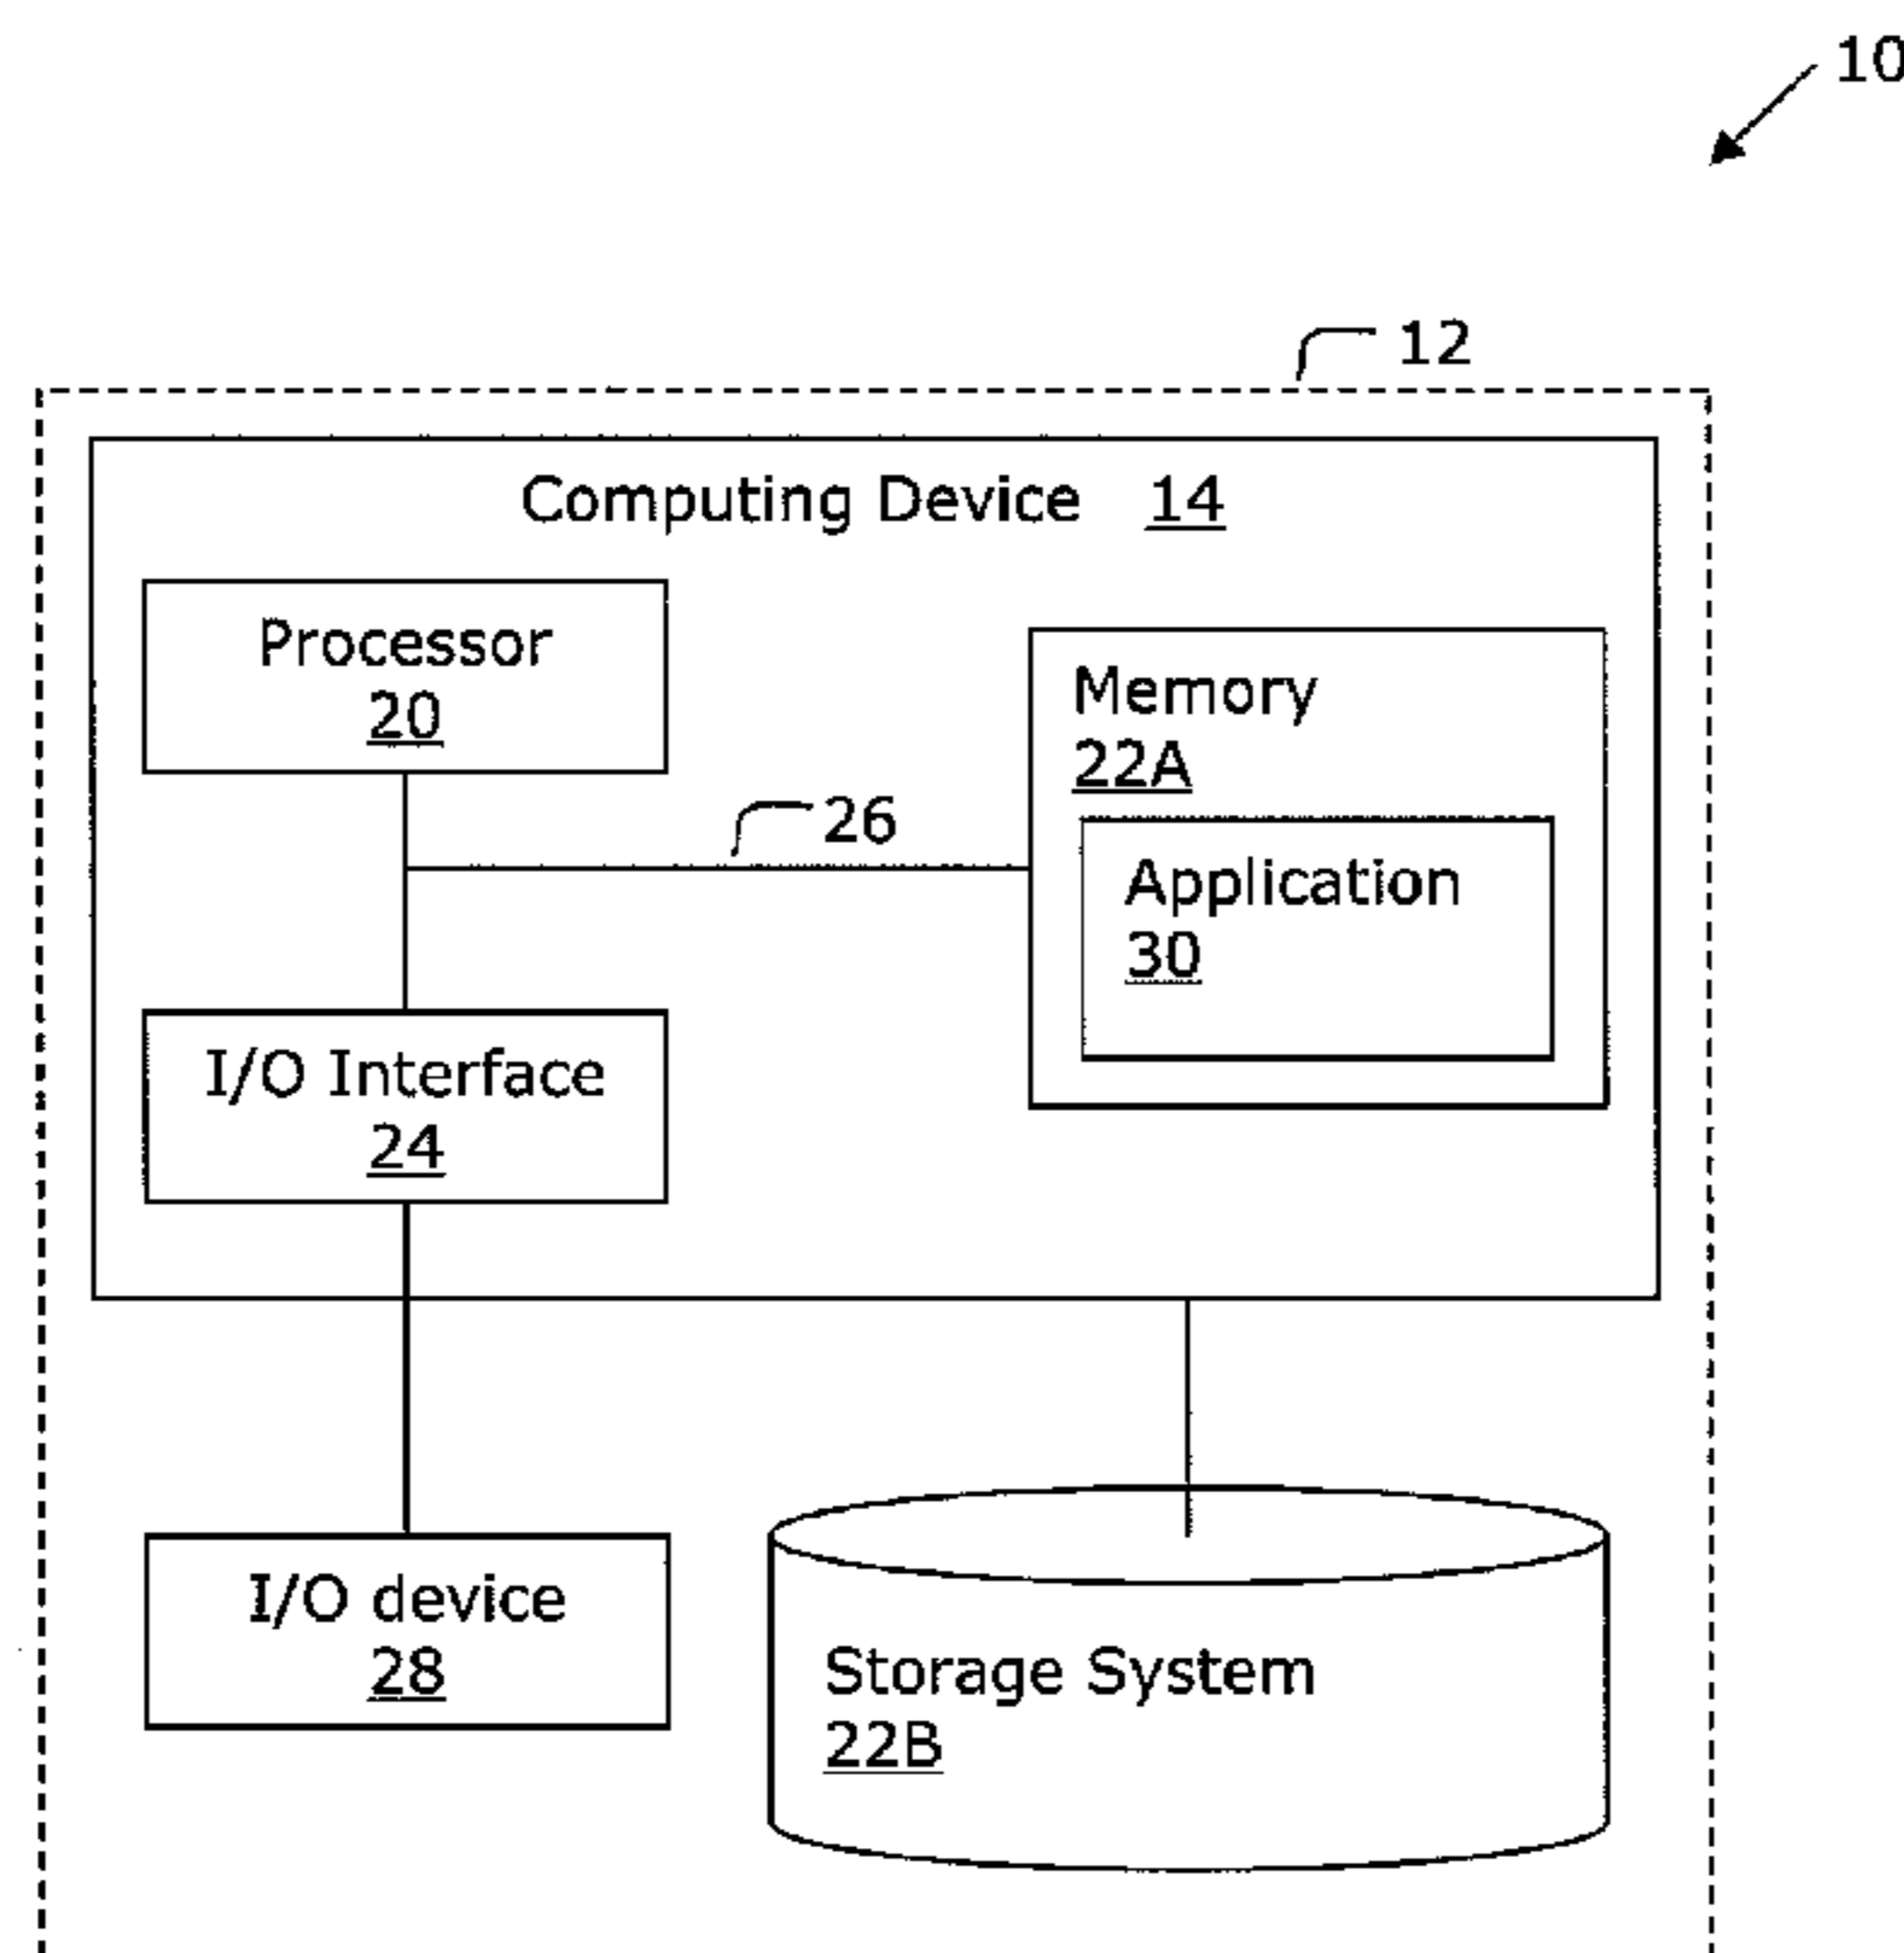 10
12
Computing Device 14
Processor
20
Memory
22A
26
Application
30
I/O Interface
24
I/O device
28
Storage System
22B